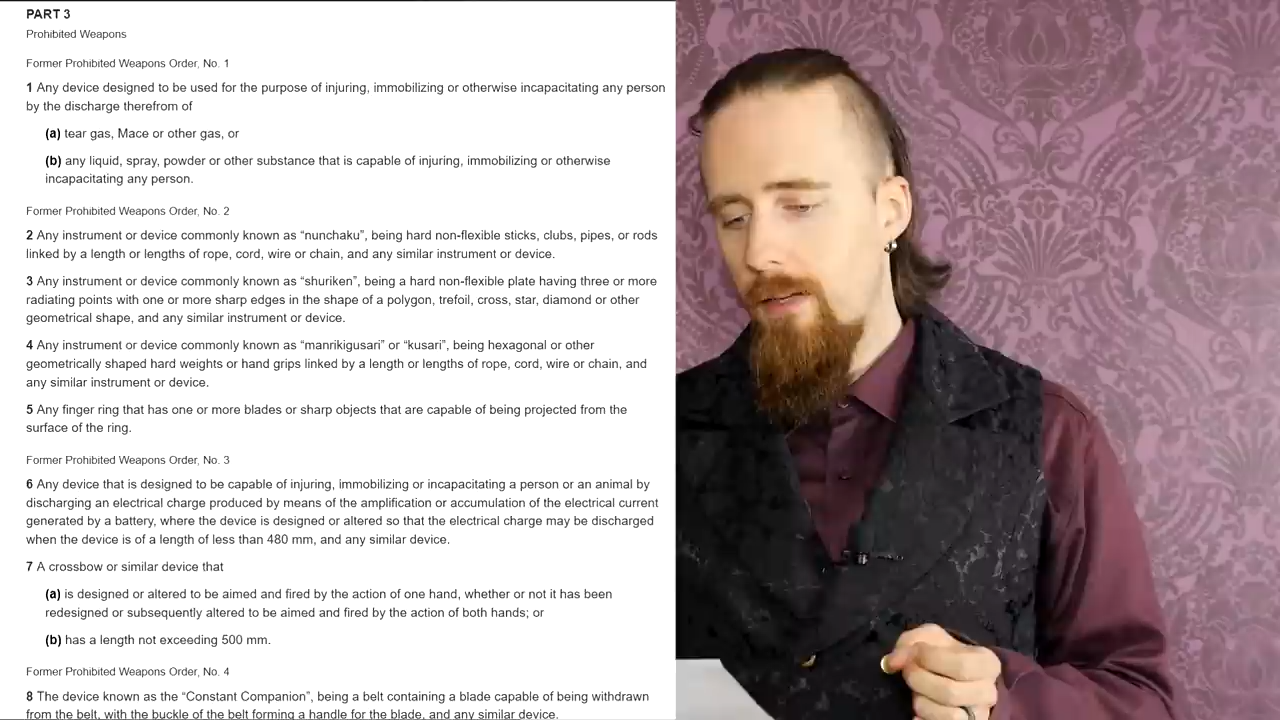 PART 3
Prohibited Weapons
Former Prohibited Weapons Order, No. 1
1 Any device designed to be used for the purpose of injuring, immobilizing or otherwise incapacitating any person
by the discharge therefrom of
(a) tear gas, Mace or other gas, or
(b) any liquid, spray, powder or other substance that is capable of injuring, immobilizing or otherwise
incapacitating any person.
Former Prohibited Weapons Order, No. 2
2 Any instrument or device commonly known as “nunchaku”, being hard non-flexible sticks, clubs, pipes, or rods
linked by a length or lengths of rope, cord, wire or chain, and any similar instrument or device.
3 Any instrument or device commonly known as “shuriken”, being a hard non-flexible plate having three or more
radiating points with one or more sharp edges in the shape of a polygon, trefoil, cross, star, diamond or other
geometrical shape, and any similar instrument or device.
4 Any instrument or device commonly known as “manrikigusari” or “kusari”, being hexagonal or other
geometrically shaped hard weights or hand grips linked by a length or lengths of rope, cord, wire or chain, and
any similar instrument or device.
5 Any finger ring that has one or more blades or sharp objects that are capable of being projected from the
surface of the ring.
Former Prohibited Weapons Order, No. 3
6 Any device that is designed to be capable of injuring, immobilizing or incapacitating a person or an animal by
discharging an electrical charge produced by means of the amplification or accumulation of the electrical current
generated by a battery, where the device is designed or altered so that the electrical charge may be discharged
when the device is of a length of less than 480 mm, and any similar device.
7 A crossbow or similar device that
(a) is designed or altered to be aimed and fired by the action of one hand, whether or not it has been
redesigned or subsequently altered to be aimed and fired by the action of both hands; or
(b) has a length not exceeding 500 mm.
Former Prohibited Weapons Order, No. 4
8 The device known as the “Constant Companion”, being a belt containing a blade capable of being withdrawn
from the belt, with the buckle of the belt forming a handle for the blade, and any similar device.